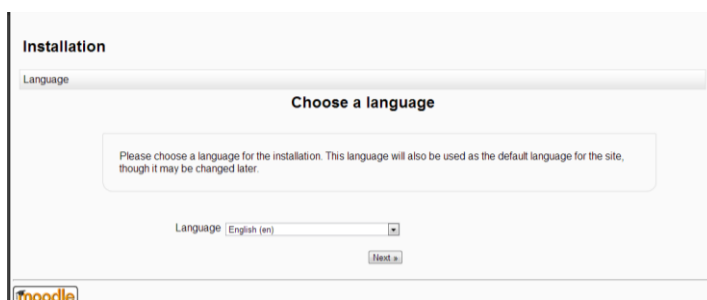 Installation
Language
Choose a language
Please choose a language for the installation. This language will also be used as the default language for the site,
though it may be changed later.
Language English (en)
Next »
moodle